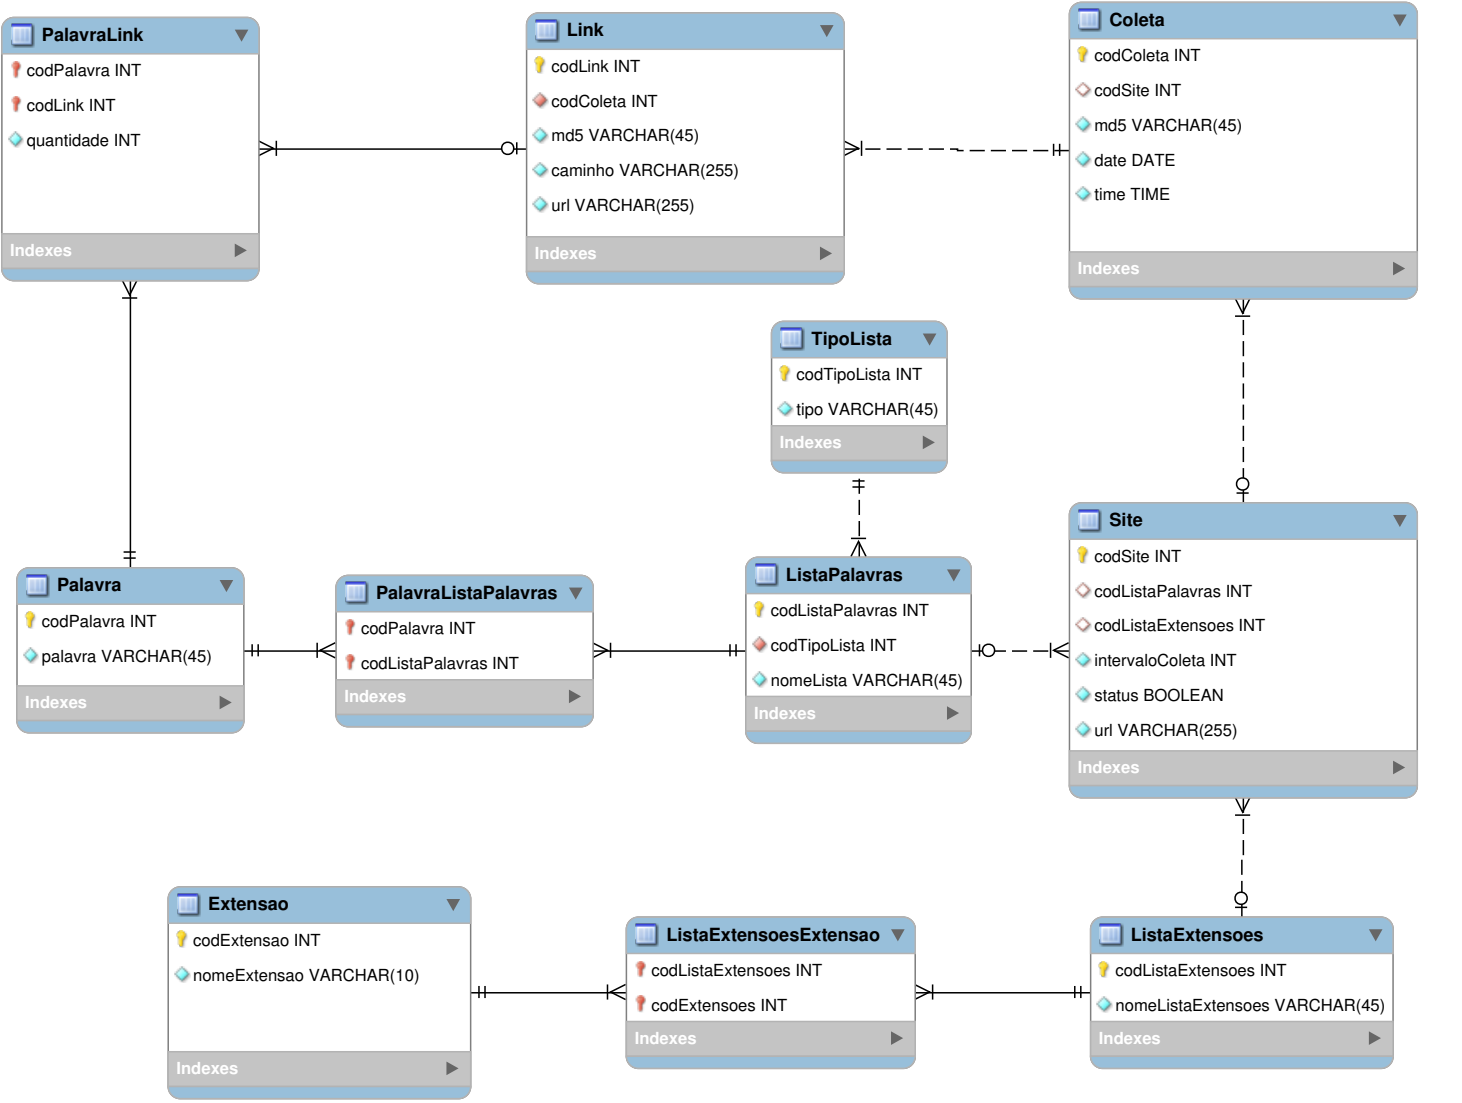 PalavraLink
codPalavra INT
codLink INT
quantidade INT
Indexes
Link
codLink INT
codColeta INT
md5 VARCHAR(45)
caminho VARCHAR(255)
url VARCHAR(255)
Indexes
Coleta
codColeta INT
codSite INT
md5 VARCHAR(45)
date DATE
time TIME
Indexes
TipoLista
codTipoLista INT
tipo VARCHAR(45)
Indexes
Palavra
codPalavra INT
palavra VARCHAR(45)
Indexes
PalavraListaPalavras
codPalavra INT
codListaPalavras INT
Indexes
ListaPalavras
codListaPalavras INT
codTipoLista INT
nomeLista VARCHAR(45)
Indexes
Site
codSite INT
codListaPalavras INT
codListaExtensoes INT
intervaloColeta INT
status BOOLEAN
url VARCHAR(255)
Indexes
Extensao
codExtensao INT
nomeExtensao VARCHAR(10)
Indexes
ListaExtensoesExtensao
codListaExtensoes INT
codExtensoes INT
Indexes
ListaExtensoes
codListaExtensoes INT
nomeListaExtensoes VARCHAR(45)
Indexes